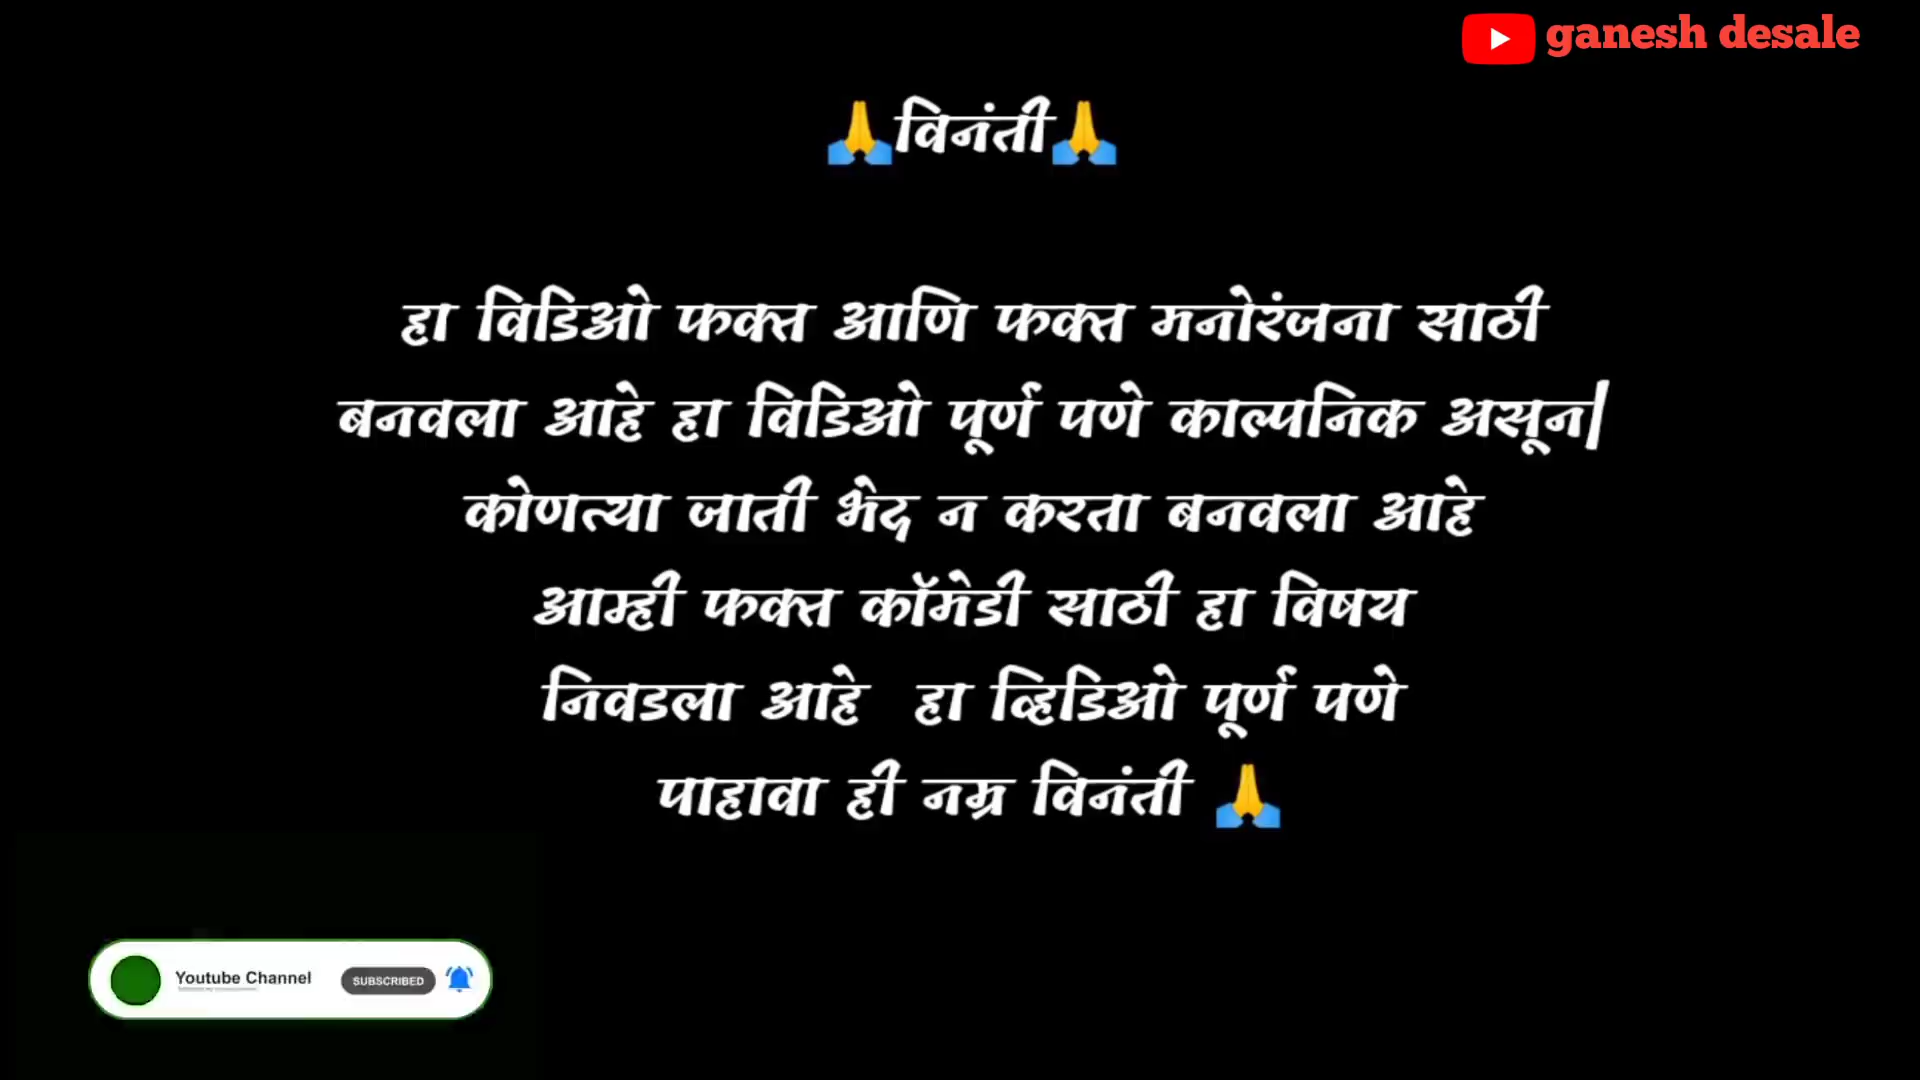 ganesh desale
🙏विनंती🙏
हा विडिओ फक्त आणि फक्त मनोरंजना साठी
बनवला आहे हा विडिओ पूर्ण पणे काल्पनिक असून|
कोणत्या जाती भेद न करता बनवला आहे
आम्ही फक्त कॉमेडी साठी हा विषय
निवडला आहे हा व्हिडिओ पूर्ण पणे
पाहावा ही नम्र विनंती 🙏
Youtube Channel
SUBSCRIBED